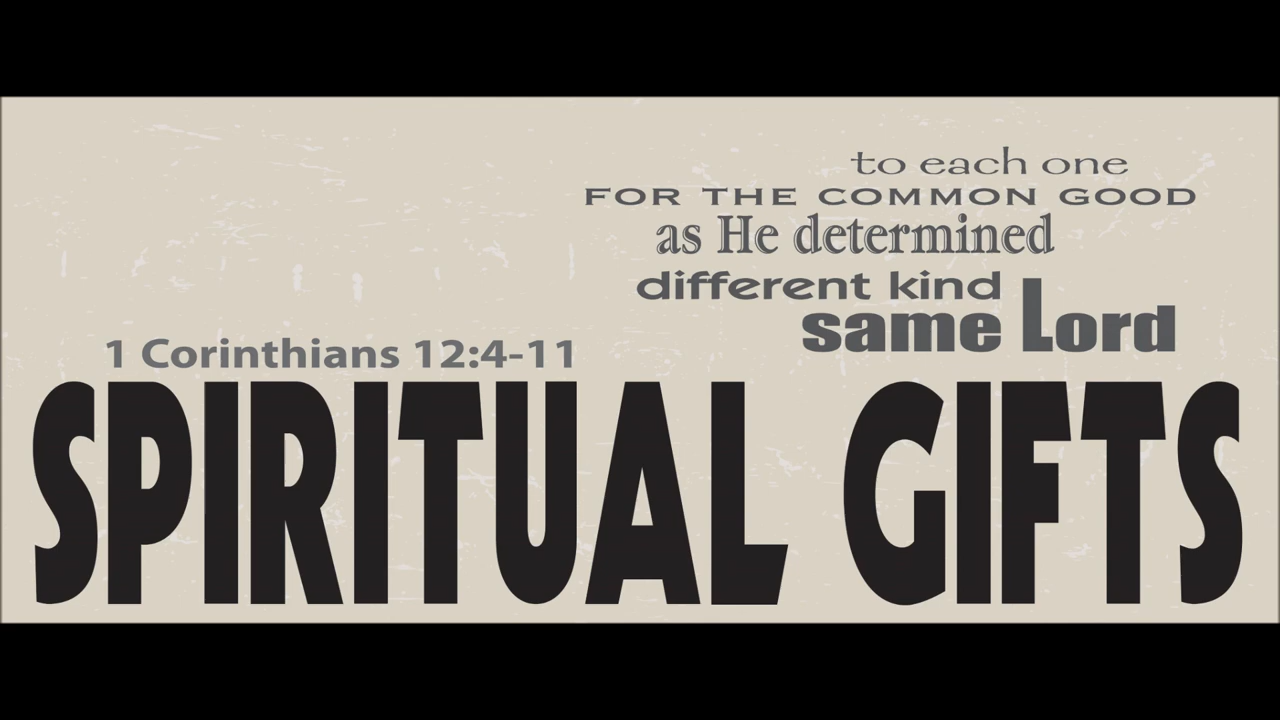 to each one
FOR THE COMMON GOOD
as He determined
different kind
same Lord
1 Corinthians 12:4-11
SPIRITUAL GIFTS